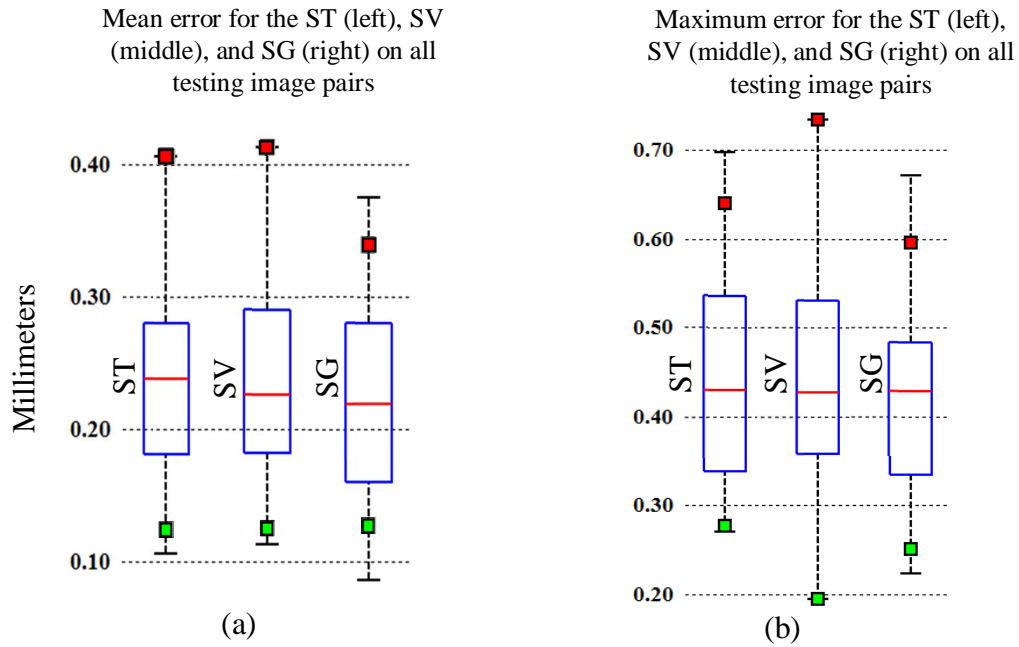 Mean error for the ST (left), SV
(middle), and SG (right) on all
testing image pairs
Millimeters
0.40
0.30
0.20
0.10
ST
SV
SG
(a)
Maximum error for the ST (left),
SV (middle), and SG (right) on all
testing image pairs
0.70
0.60
0.50
0.40
0.30
0.20
ST
SV
SG
(b)